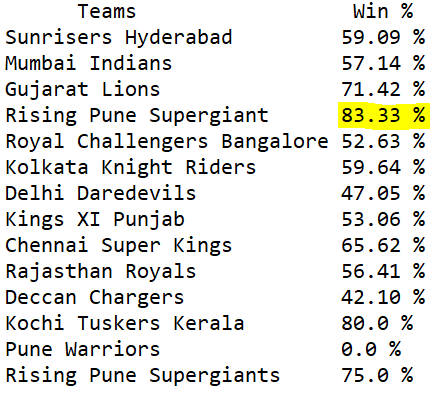 Teams Win %
Sunrisers Hyderabad 59.09 %
Mumbai Indians 57.14 %
Gujarat Lions 71.42 %
Rising Pune Supergiant 83.33 %
Royal Challengers Bangalore 52.63 %
Kolkata Knight Riders 59.64 %
Delhi Daredevils 47.05 %
Kings XI Punjab 53.06 %
Chennai Super Kings 65.62 %
Rajasthan Royals 56.41 %
Deccan Chargers 42.10 %
Kochi Tuskers Kerala 80.0 %
Pune Warriors 0.0 %
Rising Pune Supergiants 75.0 %